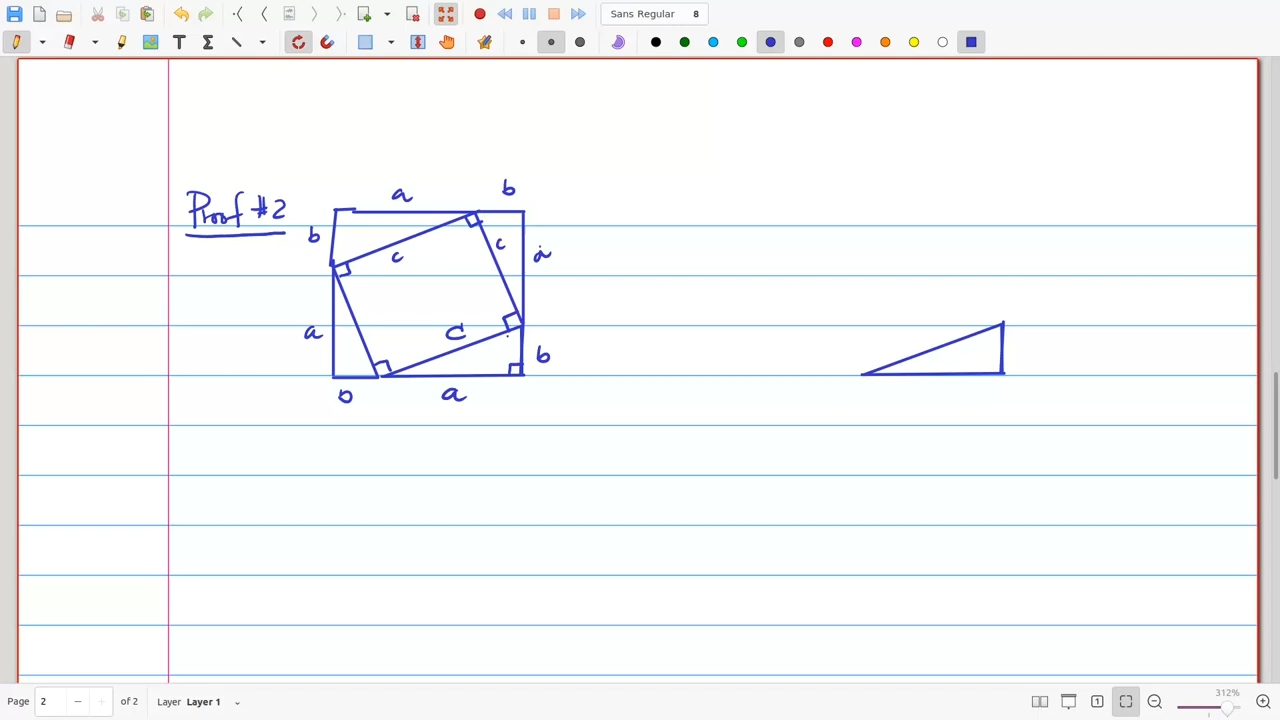 Sans Regular 8
Proof #2
a b
b c c a
a C b
b a
Page 2 of 2 Layer Layer 1 312%